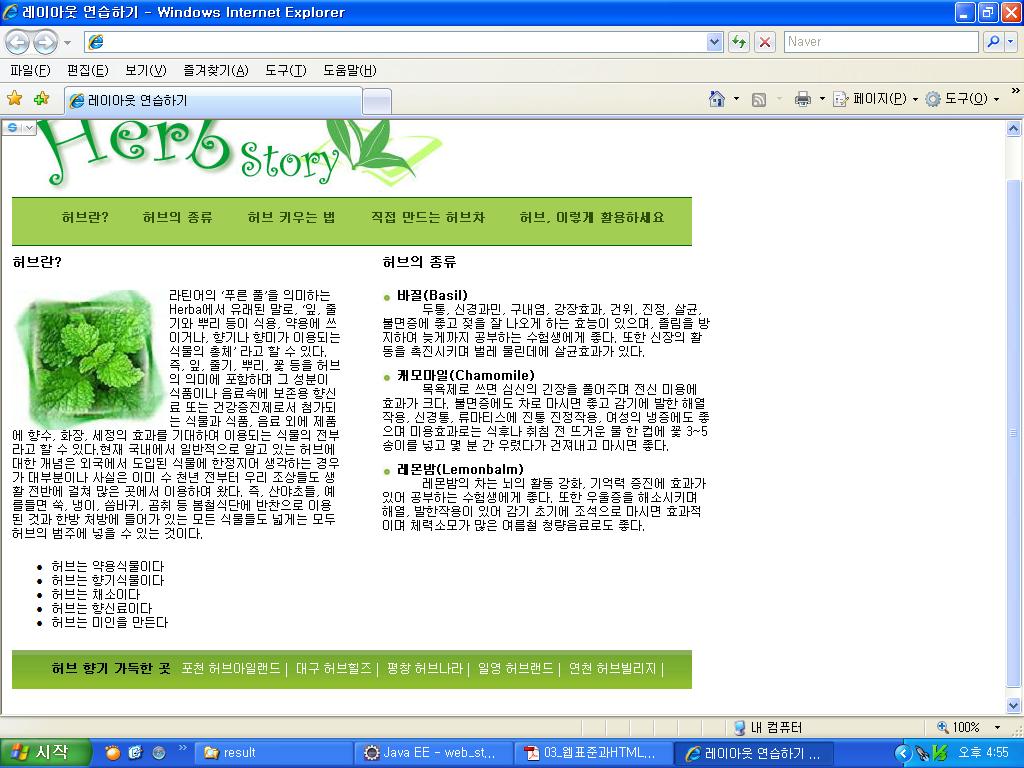 레이아웃 연습하기 - Windows Internet Explorer
Naver
파일(F) 편집(E) 보기(V) 즐겨찾기(A) 도구(T) 도움말(H)
레이아웃 연습하기
페이지(P) 도구(O)
Herb Story
허브란? 허브의 종류 허브 키우는 법 직접 만드는 허브차 허브, 이렇게 활용하세요
허브란?
라틴어의 '푸른 풀'을 의미하는
Herba에서 유래된 말로, '잎, 줄
기와 뿌리 등이 식용, 약용에 쓰
이거나, 향기나 향미가 이용되는
식물의 총체' 라고 할 수 있다.
즉, 잎, 줄기, 뿌리, 꽃 등을 허브
의 의미에 포함하며 그 성분이
식품이나 음료속에 보존용 향신
료 또는 건강증진제로서 첨가되
는 식물과 식품, 음료 외에 제품
에 향수, 화장, 세정의 효과를 기대하여 이용되는 식물의 전부
라고 할 수 있다.현재 국내에서 일반적으로 알고 있는 허브에
대한 개념은 외국에서 도입된 식물에 한정지어 생각하는 경우
가 대부분이나 사실은 이미 수 천년 전부터 우리 조상들도 생
활 전반에 걸쳐 많은 곳에서 이용하여 왔다. 즉, 산야초들, 예
를들면 쑥, 냉이, 씀바귀, 곰취 등 봄철식단에 반찬으로 이용
된 것과 한방 처방에 들어가 있는 모든 식물들도 넓게는 모두
허브의 범주에 넣을 수 있는 것이다.
• 허브는 약용식물이다
• 허브는 향기식물이다
• 허브는 채소이다
• 허브는 향신료이다
• 허브는 미인을 만든다
허브의 종류
바질(Basil)
두통, 신경과민, 구내염, 강장효과, 건위, 진정, 살균,
불면증에 좋고 젖을 잘 나오게 하는 효능이 있으며, 졸림을 방
지하여 늦게까지 공부하는 수험생에게 좋다. 또한 신장의 활
동을 촉진시키며 벌레 물린데에 살균효과가 있다.
캐모마일(Chamomile)
목욕제로 쓰면 심신의 긴장을 풀어주며 전신 미용에
효과가 크다. 불면증에도 차로 마시면 좋고 감기에 발한 해열
작용, 신경통, 류마티스에 진통 진정작용, 여성의 냉증에도 좋
으며 미용효과로는 식후나 취침 전 뜨거운 물 한 컵에 꽃 3~5
송이를 넣고 몇 분 간 우렸다가 건져내고 마시면 좋다.
레몬밤(Lemonbalm)
레몬밤의 차는 뇌의 활동 강화, 기억력 증진에 효과가
있어 공부하는 수험생에게 좋다. 또한 우울증을 해소시키며
해열, 발한작용이 있어 감기 초기에 조석으로 마시면 효과적
이며 체력소모가 많은 여름철 청량음료로도 좋다.
허브 향기 가득한 곳 포천 허브아일랜드 | 대구 허브힐즈 | 평창 허브나라 | 일영 허브랜드 | 연천 허브빌리지 |
내 컴퓨터 100%
시작 result Java EE - web_st... 03_웹표준과HTML... 레이아웃 연습하기 ... 오후 4:55